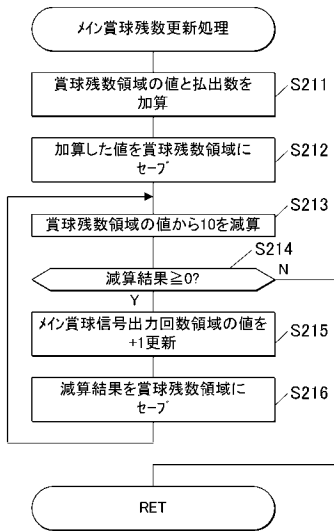 メイン賞球残数更新処理
賞球残数領域の値と払出数を
加算
S211
加算した値を賞球残数領域に
セーブ
S212
賞球残数領域の値から10を減算
S213
減算結果≧0?
S214
N
Y
メイン賞球信号出力回数領域の値を
+1更新
S215
減算結果を賞球残数領域に
セーブ
S216
RET